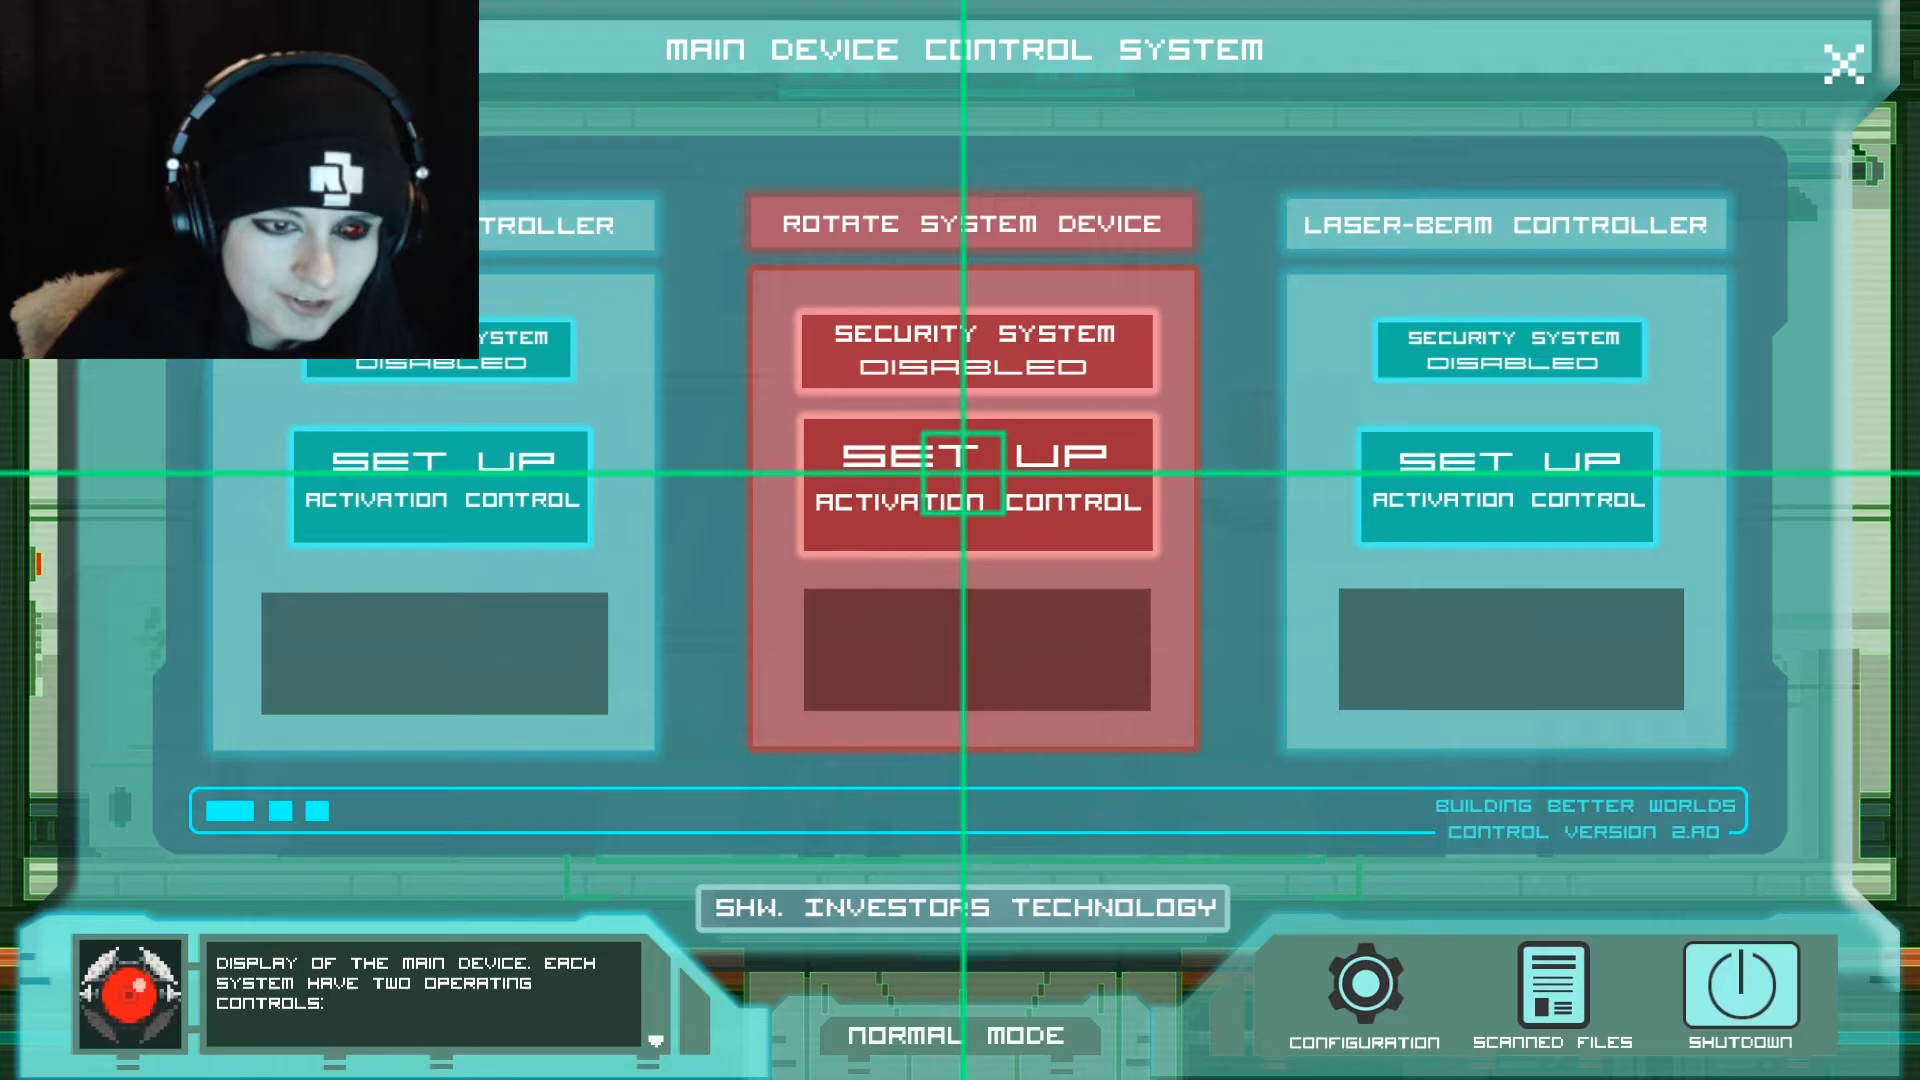 MAIN DEVICE CONTROL SYSTEM
TROLLER
ROTATE SYSTEM DEVICE
LASER-BEAM CONTROLLER
YSTEM
DISABLED
SECURITY SYSTEM
DISABLED
SECURITY SYSTEM
DISABLED
SET UP
ACTIVATION CONTROL
SET UP
ACTIVATION CONTROL
SET UP
ACTIVATION CONTROL
BUILDING BETTER WORLDS
CONTROL VERSION 2.A0
SHW. INVESTORS TECHNOLOGY
DISPLAY OF THE MAIN DEVICE. EACH
SYSTEM HAVE TWO OPERATING
CONTROLS:
NORMAL MODE
CONFIGURATION
SCANNED FILES
SHUTDOWN